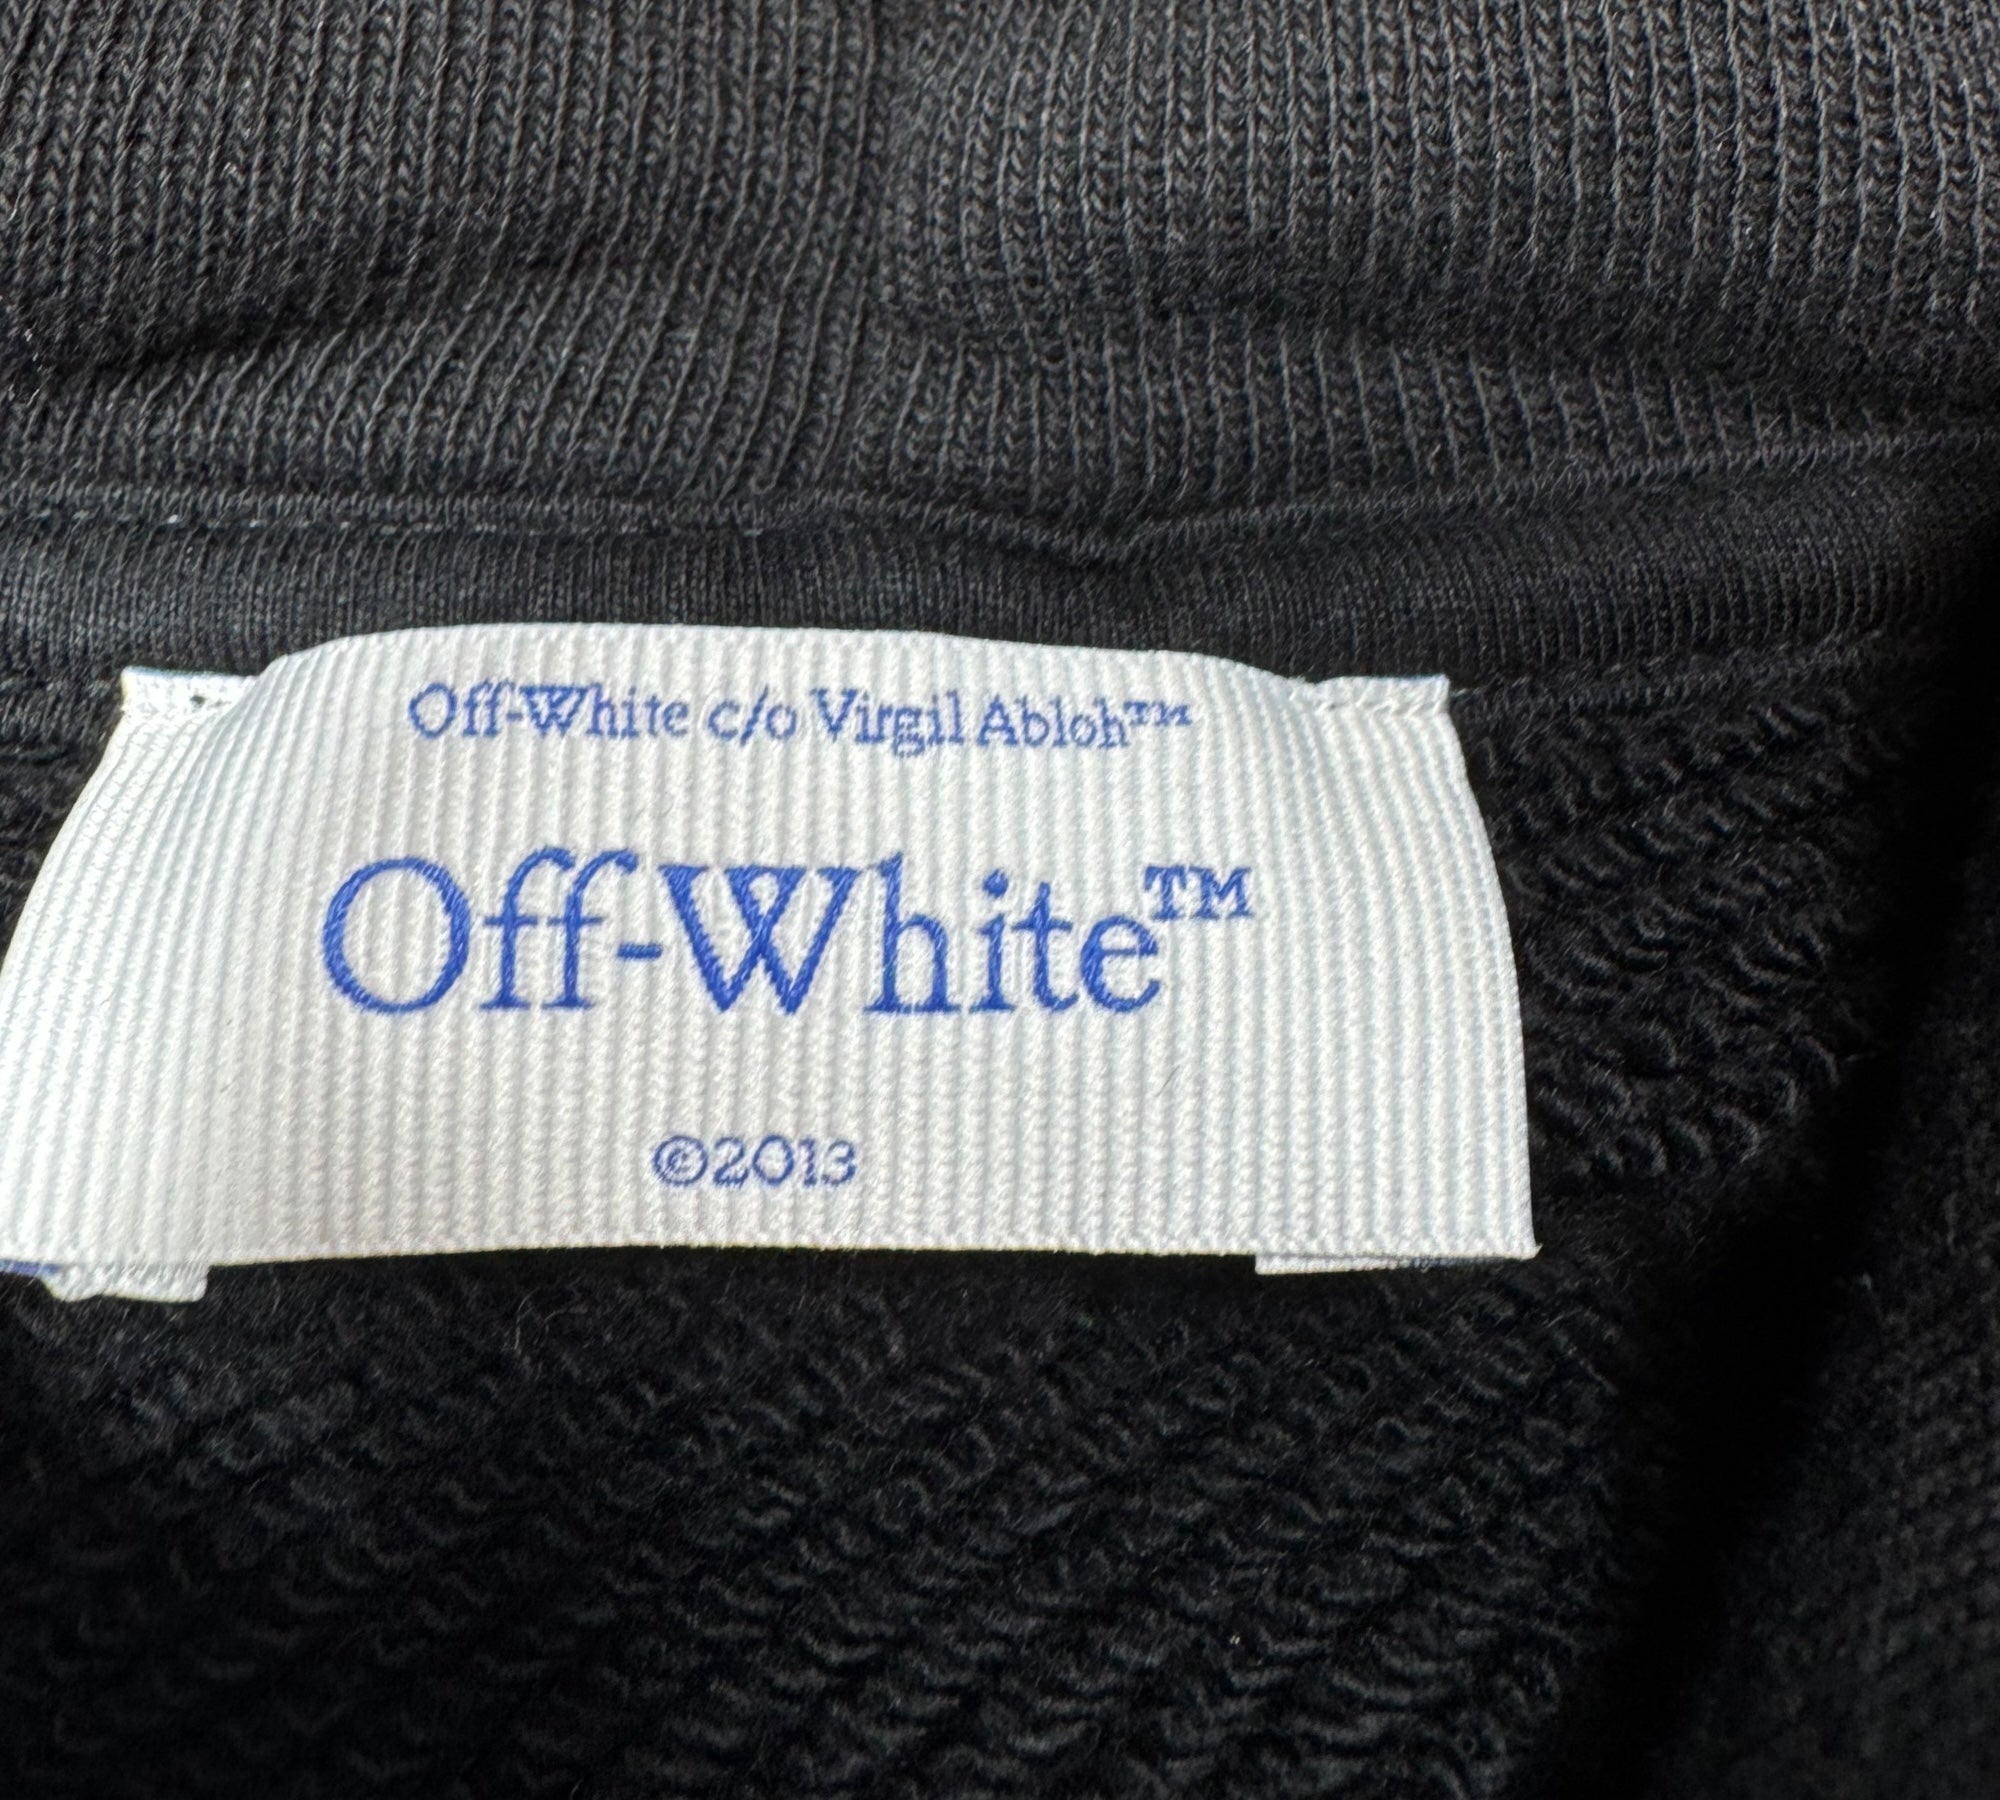 Off-White c/o Virgil Abloh™
Off-White™
©2013